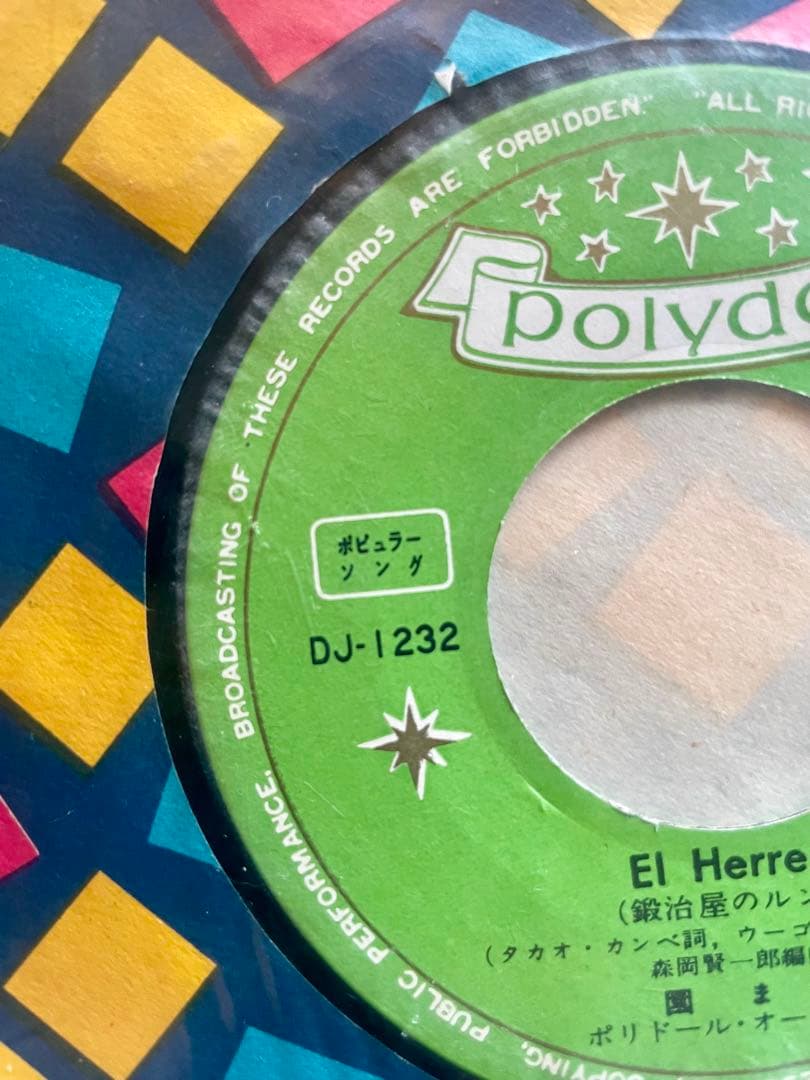 COPYING, PUBLIC PERFORMANCE, BROADCASTING OF THESE RECORDS ARE FORBIDDEN" "ALL RI
polydo
ポピュラー
ソング
DJ-1232
El Herre
(鍛治屋のルン
(タカオ・カンベ詞, ウーゴ
森岡賢一郎編
園 ま
ポリドール・オー